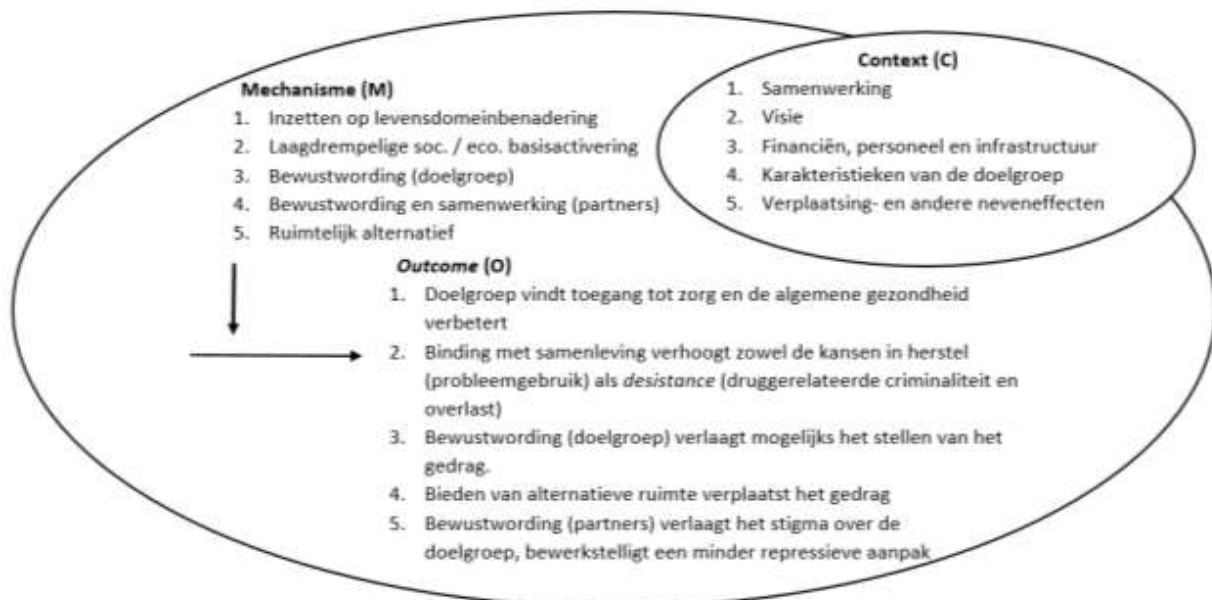 Mechanisme (M)
1. Inzetten op levensdomeinbenadering
2. Laagdrempelige soc. / eco. basisactivering
3. Bewustwording (doelgroep)
4. Bewustwording en samenwerking (partners)
5. Ruimtelijk alternatief
Context (C)
1. Samenwerking
2. Visie
3. Financiën, personeel en infrastructuur
4. Karakteristieken van de doelgroep
5. Verplaatsing- en andere neveneffecten
Outcome (O)
1. Doelgroep vindt toegang tot zorg en de algemene gezondheid
verbetert
2. Binding met samenleving verhoogt zowel de kansen in herstel
(probleemgebruik) als desistance (druggerelateerde criminaliteit en
overlast)
3. Bewustwording (doelgroep) verlaagt mogelijks het stellen van het
gedrag.
4. Bieden van alternatieve ruimte verplaatst het gedrag
5. Bewustwording (partners) verlaagt het stigma over de
doelgroep, bewerkstelligt een minder repressieve aanpak